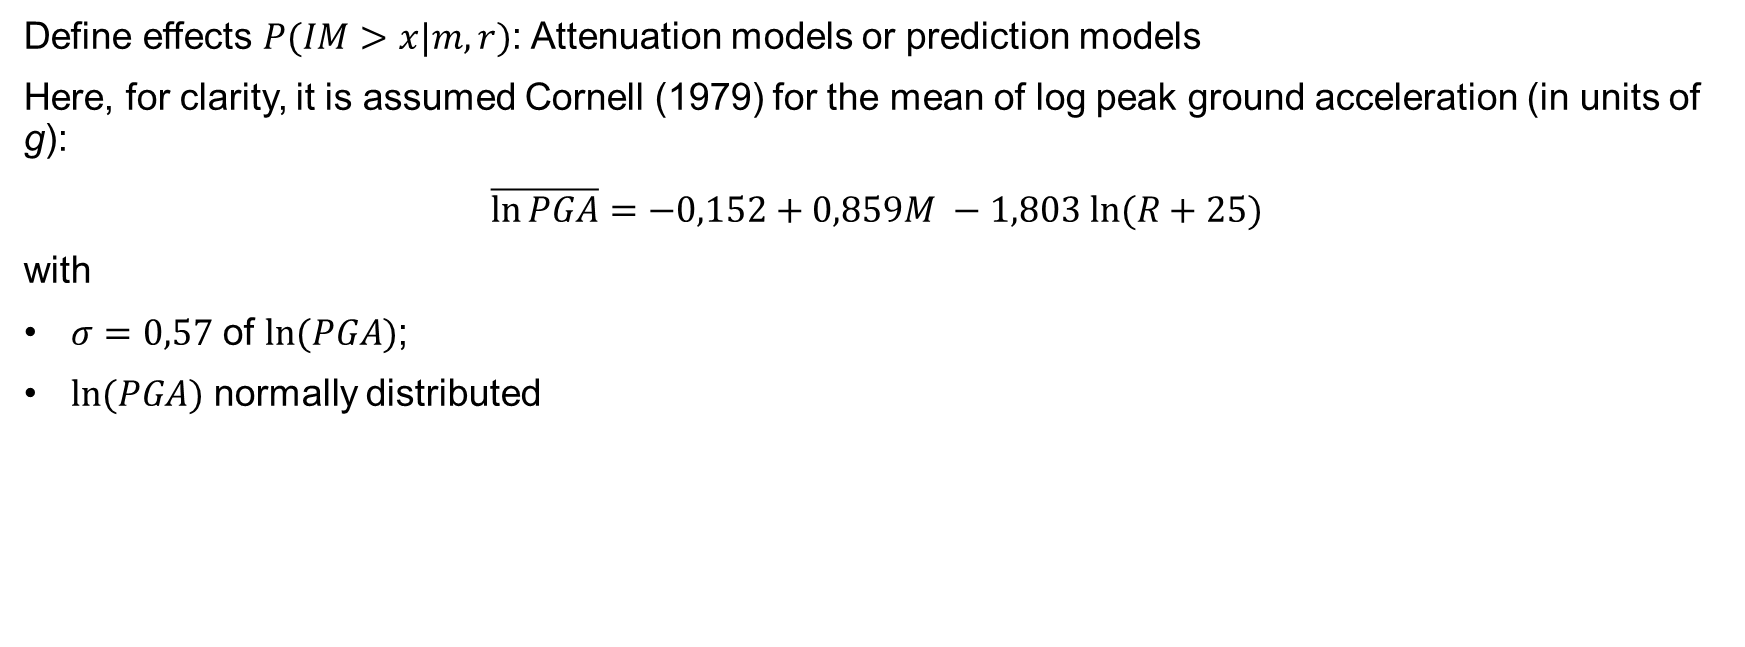 Define effects P(IM > x|m, r): Attenuation models or prediction models
Here, for clarity, it is assumed Cornell (1979) for the mean of log peak ground acceleration (in units of
g):
\overline{ln PGA} = −0,152 + 0,859M − 1,803 ln(R + 25)
with
• σ = 0,57 of ln(PGA);
• ln(PGA) normally distributed